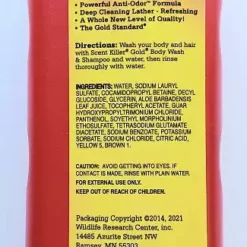 • Powerful Anti-Odor™ Formula
• Deep Cleaning Lather - Refreshing
• A Whole New Level of Quality!
• The Gold Standard®
Directions: Wash your body and hair
with Scent Killer® Gold® Body Wash
& Shampoo and water, then rinse
thoroughly with water.
INGREDIENTS: WATER, SODIUM LAURYL
SULFATE, COCAMIDOPROPYL BETAINE, DECYL
GLUCOSIDE, GLYCERIN, ALOE BARBADENSIS
LEAF JUICE, TOCOPHERYL ACETATE, GUAR
HYDROXYPROPYLTRIMONIUM CHLORIDE,
PANTHENOL, SOYETHYL MORPHOLINIUM
ETHOSULFATE, TETRASODIUM GLUTAMATE
DIACETATE, SODIUM BENZOATE, POTASSIUM
SORBATE, SODIUM CHLORIDE, CITRIC ACID,
YELLOW 5, BROWN 1.
CAUTION: AVOID GETTING INTO EYES. IF
CONTACT IS MADE, RINSE WITH PLAIN WATER.
FOR EXTERNAL USE ONLY.
KEEP OUT OF REACH OF CHILDREN.
Packaging Copyright ©2014, 2021
Wildlife Research Center, Inc.
14485 Azurite Street NW
Ramsey, MN 55303